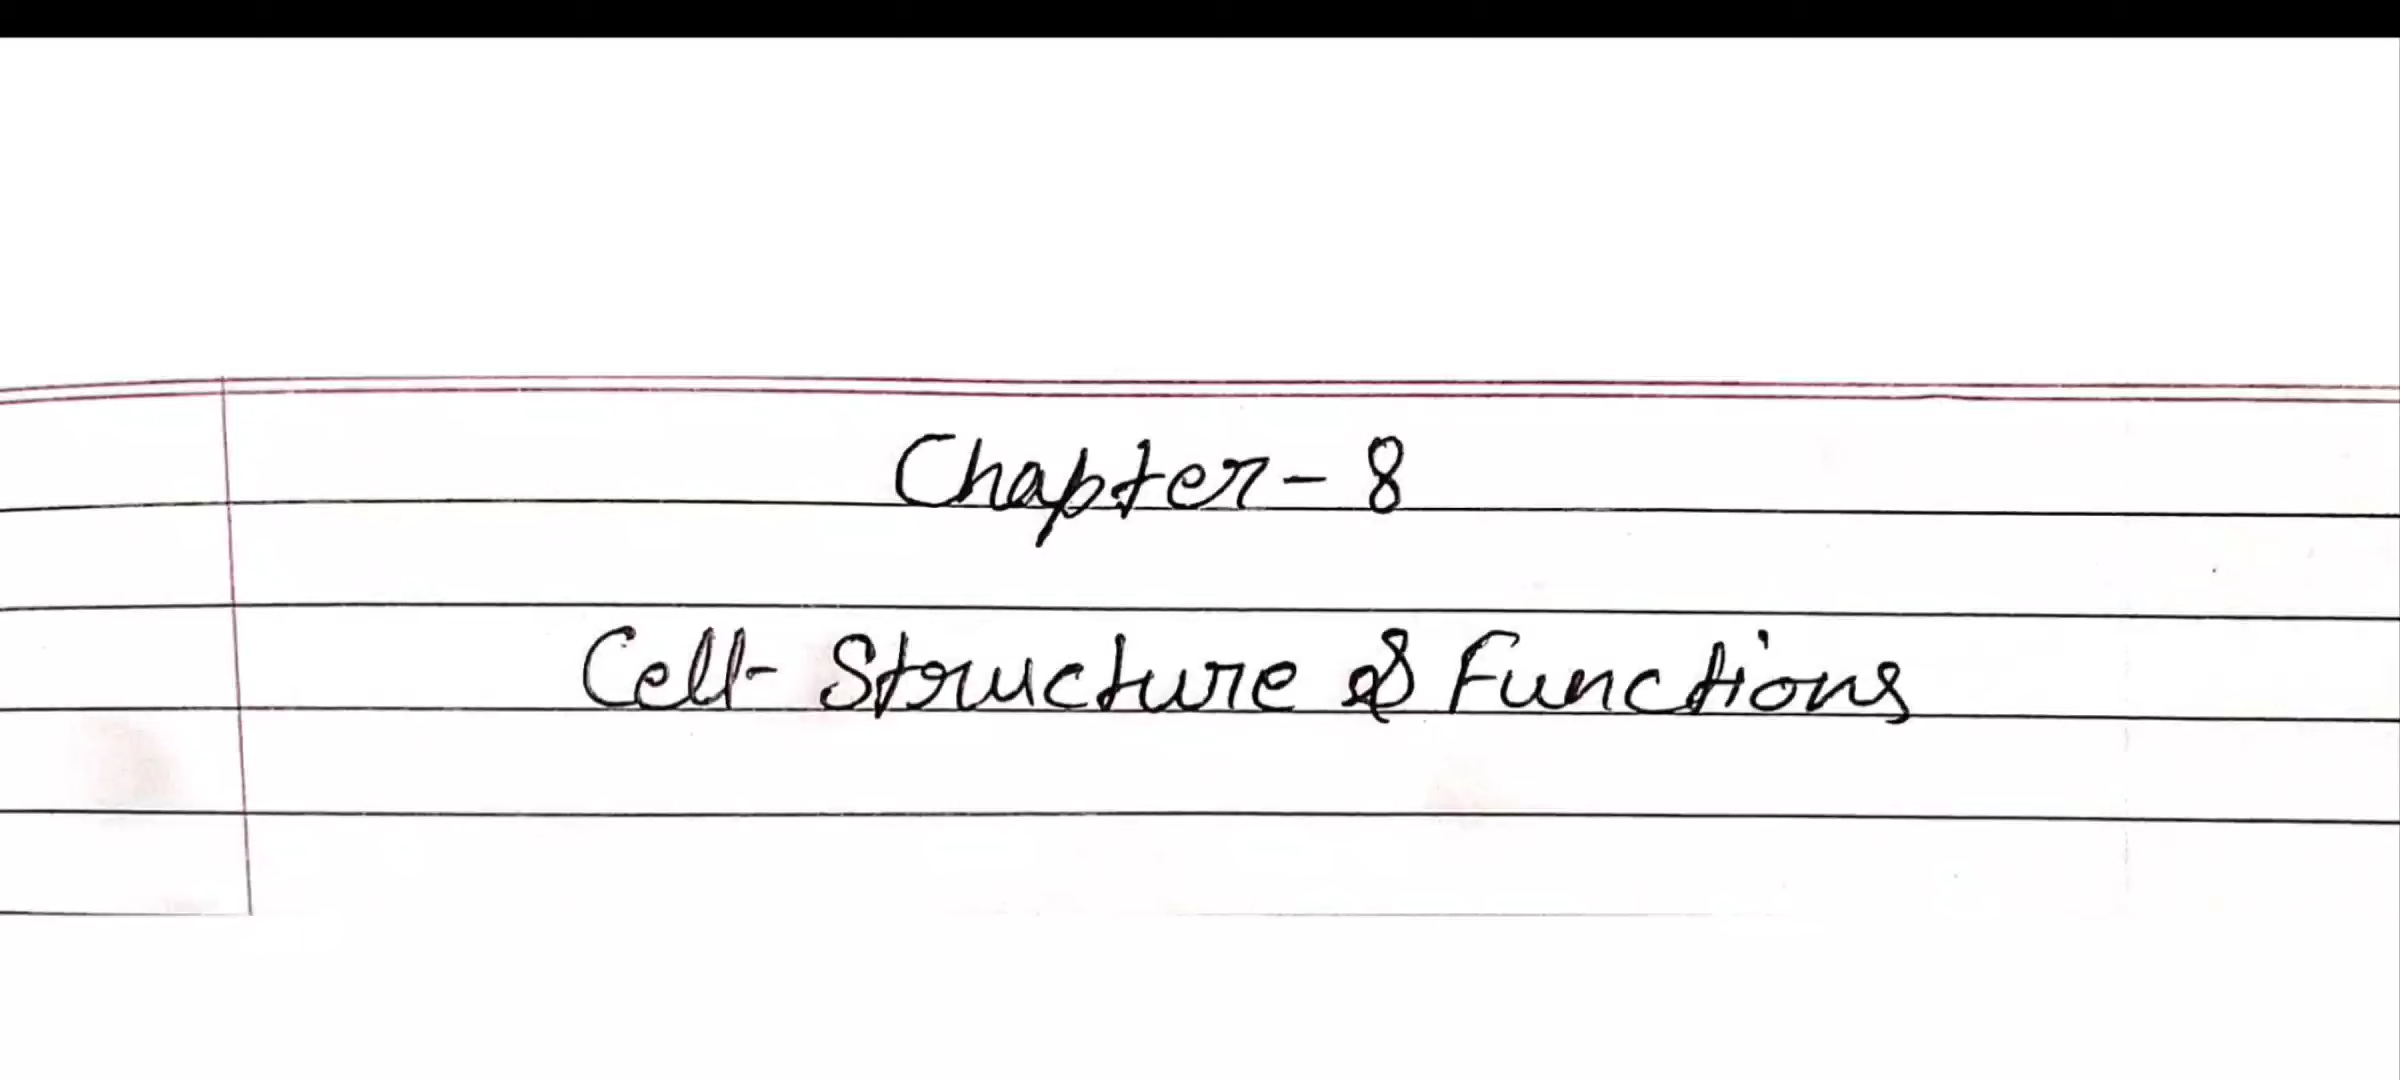 Chapter - 8
Cell - Structure & Functions